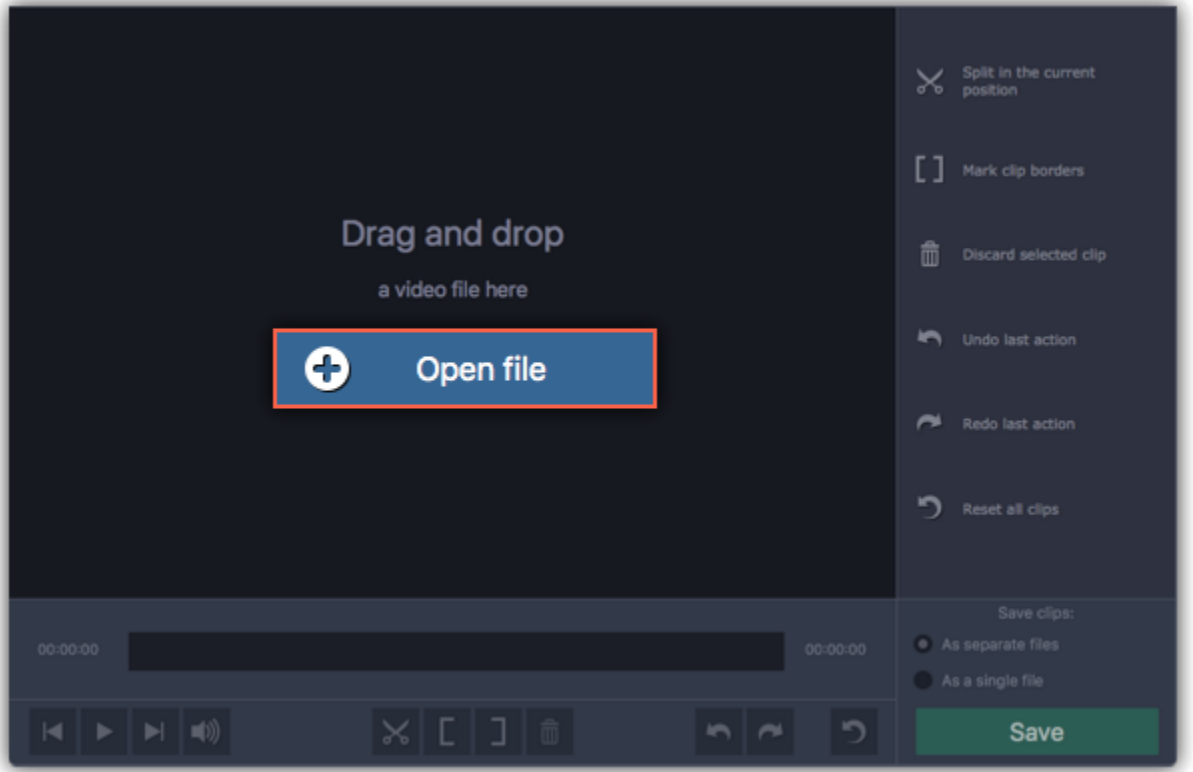 Drag and drop
a video file here
Open file
00:00:00
00:00:00
Split in the current
position
Mark clip borders
Discard selected clip
Undo last action
Redo last action
Reset all clips
Save clips:
As separate files
As a single file
Save